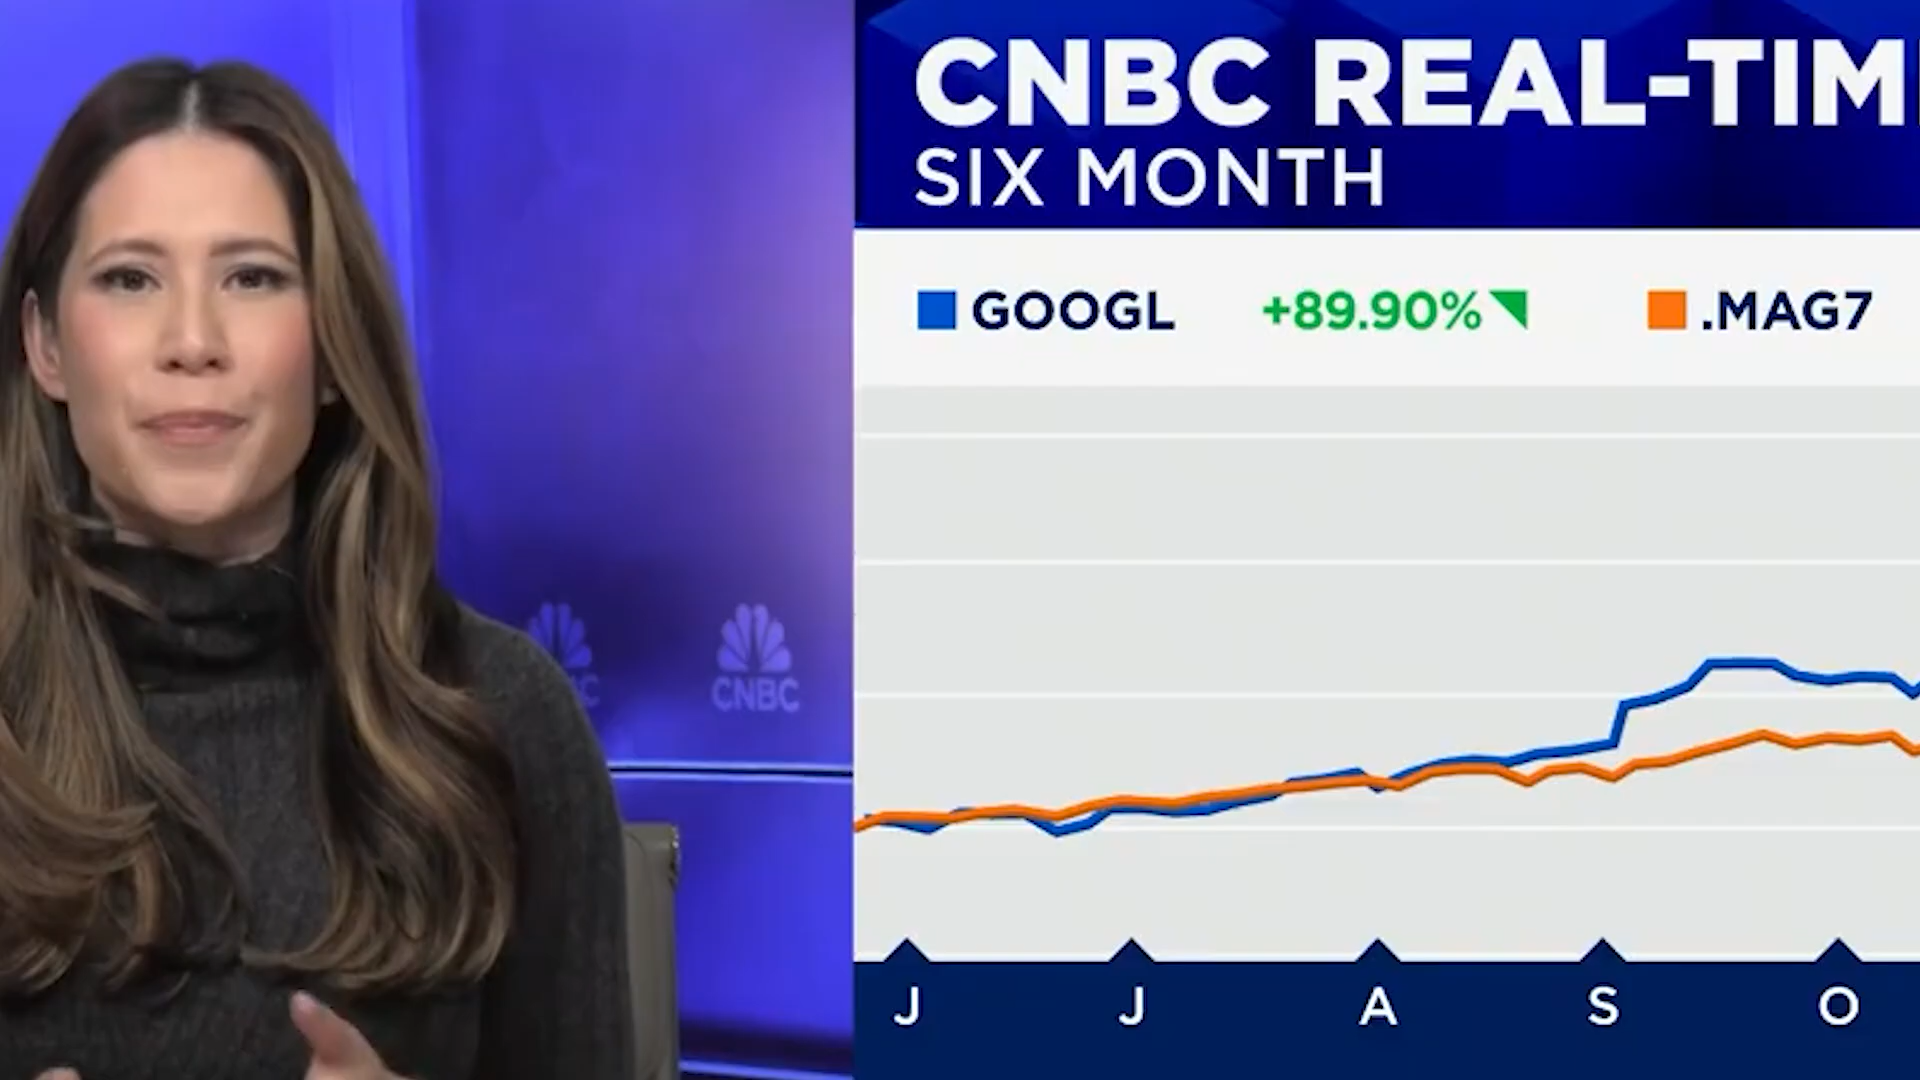 CNBC REAL-TIM
SIX MONTH
GOOGL +89.90% .MAG7
CNBC
J J A S O